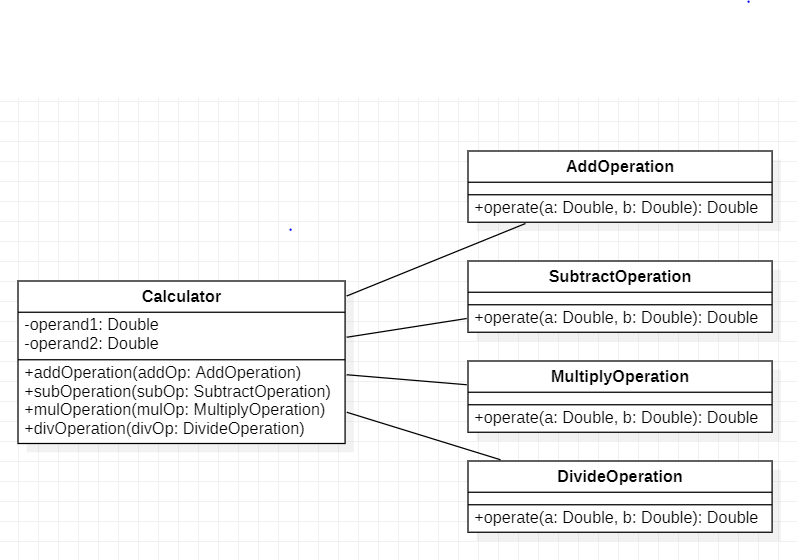 AddOperation
+operate(a: Double, b: Double): Double
SubtractOperation
+operate(a: Double, b: Double): Double
Calculator
-operand1: Double
-operand2: Double
+addOperation(addOp: AddOperation)
+subOperation(subOp: SubtractOperation)
+mulOperation(mulOp: MultiplyOperation)
+divOperation(divOp: DivideOperation)
MultiplyOperation
+operate(a: Double, b: Double): Double
DivideOperation
+operate(a: Double, b: Double): Double